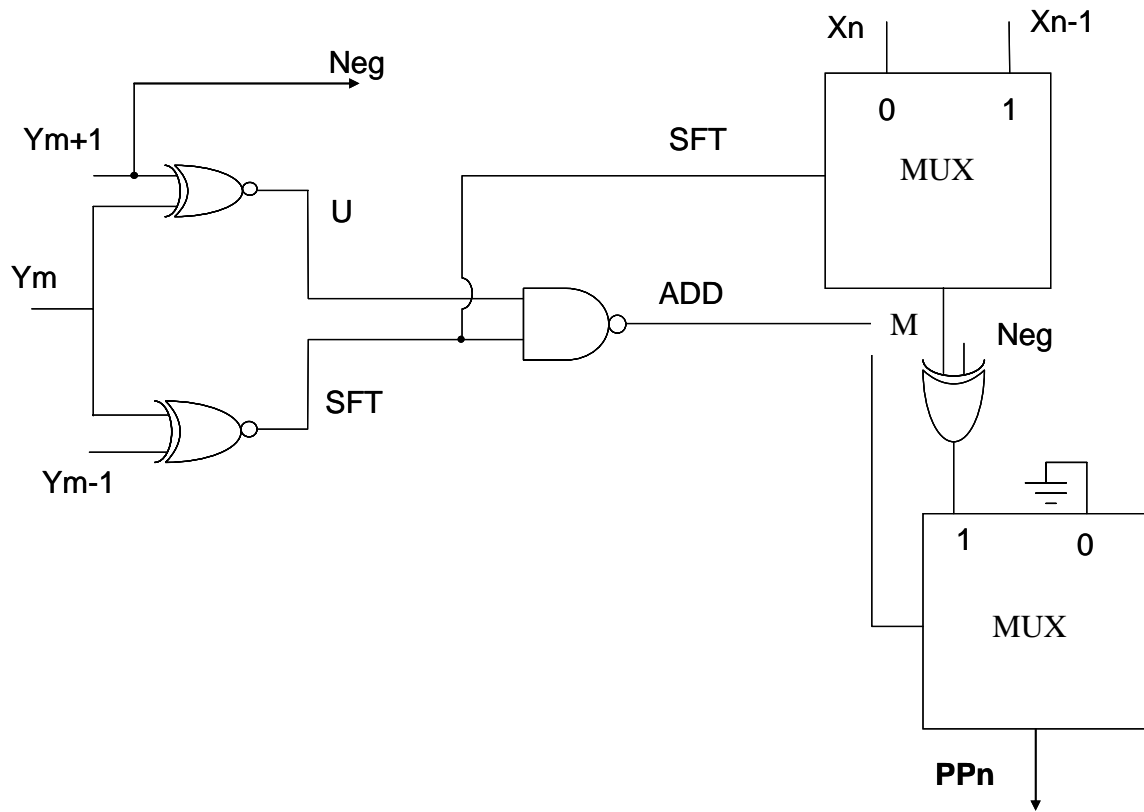 Xn
Xn-1
Neg
0 1
Ym+1
SFT
MUX
U
Ym
ADD
M
Neg
SFT
Ym-1
1 0
MUX
PPn